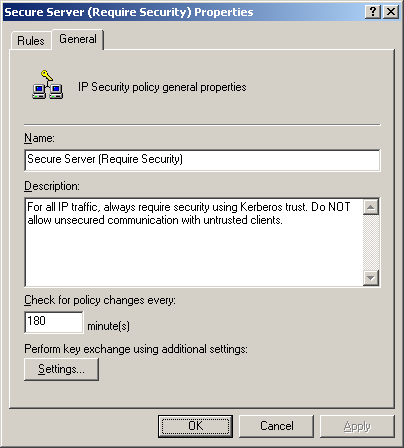 Secure Server (Require Security) Properties
Rules
General
IP Security policy general properties
Name:
Secure Server (Require Security)
Description:
For all IP traffic, always require security using Kerberos trust. Do NOT
allow unsecured communication with untrusted clients.
Check for policy changes every:
180 minute(s)
Perform key exchange using additional settings:
Settings...
OK Cancel Apply